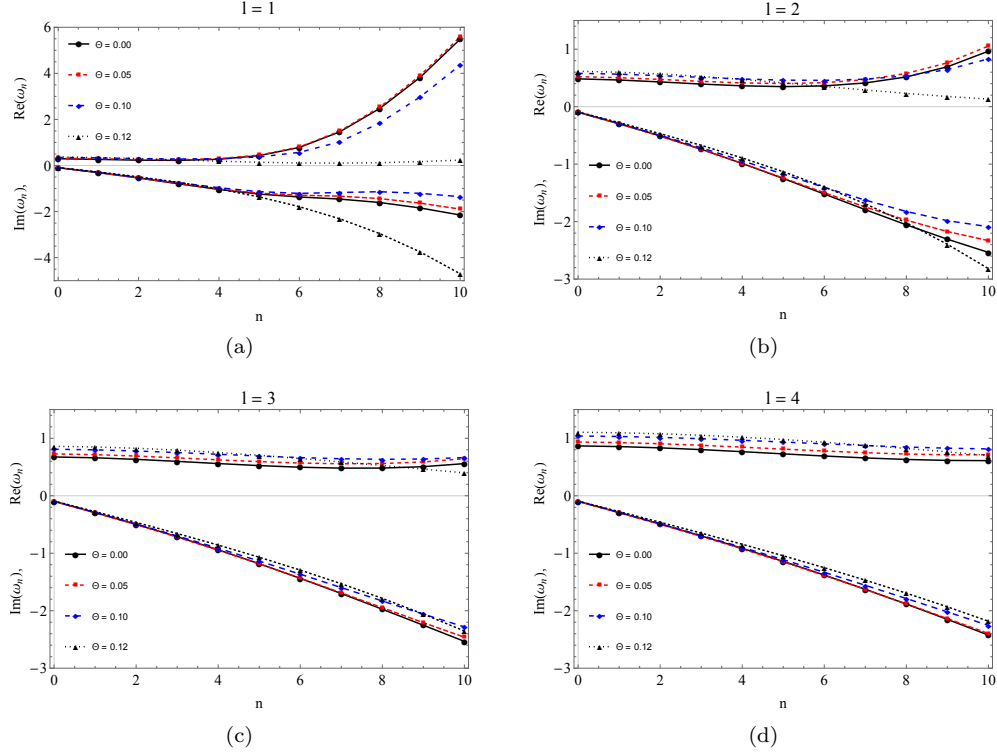 l = 1
6
4
2
0
−2
−4
Re(ωn)
Im(ωn),
Θ = 0.00
Θ = 0.05
Θ = 0.10
Θ = 0.12
0 2 4 6 8 10
n
(a)
l = 2
1
0
−1
−2
−3
Re(ωn)
Im(ωn),
Θ = 0.00
Θ = 0.05
Θ = 0.10
Θ = 0.12
0 2 4 6 8 10
n
(b)
l = 3
1
0
−1
−2
−3
Re(ωn)
Im(ωn),
Θ = 0.00
Θ = 0.05
Θ = 0.10
Θ = 0.12
0 2 4 6 8 10
n
(c)
l = 4
1
0
−1
−2
−3
Re(ωn)
Im(ωn),
Θ = 0.00
Θ = 0.05
Θ = 0.10
Θ = 0.12
0 2 4 6 8 10
n
(d)